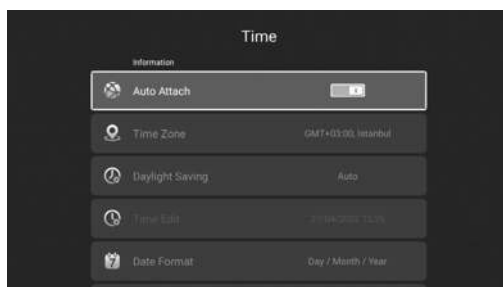 Time
Information
Auto Attach
Time Zone
GMT+03:00, Istanbul
Daylight Saving
Auto
Time Edit
Date Format
Day / Month / Year